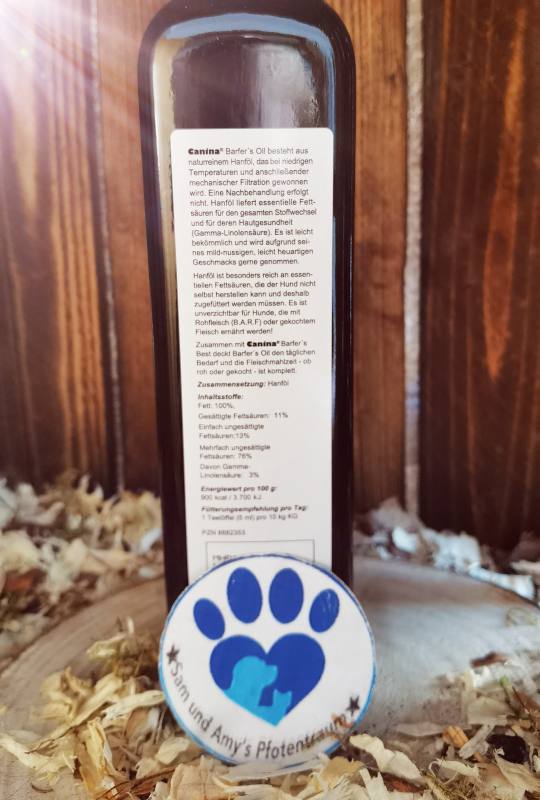 Canina® Barfer´s Oil besteht aus
naturreinem Hanföl, das bei niedrigen
Temperaturen und anschließender
mechanischer Filtration gewonnen
wird. Eine Nachbehandlung erfolgt
nicht. Hanföl liefert essentielle Fett-
säuren für den gesamten Stoffwechsel
und für deren Hautgesundheit
(Gamma-Linolensäure). Es ist leicht
bekömmlich und wird aufgrund sei-
nes mild-nussigen, leicht heuartigen
Geschmacks gerne genommen.
Hanföl ist besonders reich an essen-
tiellen Fettsäuren, die der Hund nicht
selbst herstellen kann und deshalb
zugefüttert werden müssen. Es ist
unverzichtbar für Hunde, die mit
Rohfleisch (B.A.R.F) oder gekochtem
Fleisch ernährt werden!
Zusammen mit Canina® Barfer´s
Best deckt Barfer´s Oil den täglichen
Bedarf und die Fleischmahlzeit - ob
roh oder gekocht - ist komplett.
Zusammensetzung: Hanföl
Inhaltsstoffe:
Fett: 100%,
Gesättigte Fettsäuren: 11%
Einfach ungesättigte
Fettsäuren:13%
Mehrfach ungesättigte
Fettsäuren: 76%
Davon Gamma-
Linolensäure: 3%
Energiewert pro 100 g:
900 kcal / 3.700 kJ
Fütterungsempfehlung pro Tag:
1 Teelöffel (5 ml) pro 10 kg KG
PZN 6682353
Sam und Amy's Pfotentraum